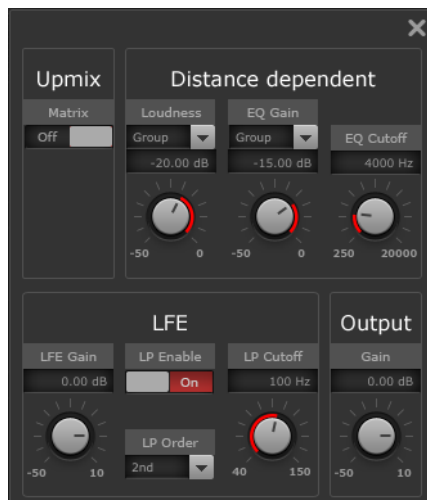 Upmix
Distance dependent
Matrix
Loudness
EQ Gain
Off
Group
Group
EQ Cutoff
-20.00 dB
-15.00 dB
4000 Hz
-50
0
-50
0
250
20000
LFE
Output
LFE Gain
LP Enable
LP Cutoff
Gain
0.00 dB
On
100 Hz
0.00 dB
LP Order
2nd
-50
10
40
150
-50
10